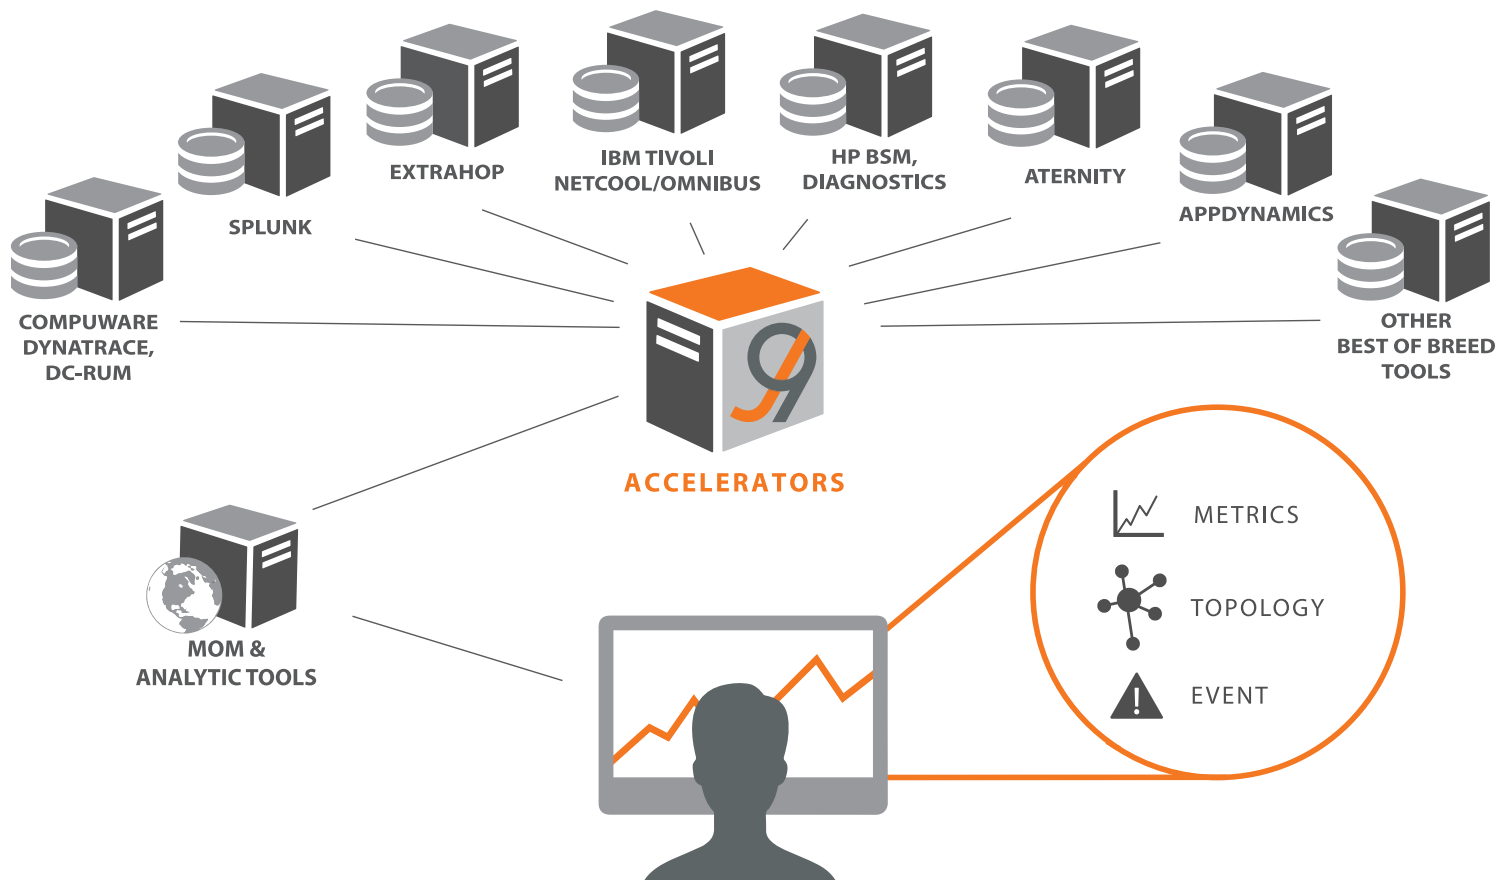 EXTRAHOP
IBM TIVOLI
NETCOOL/OMNIBUS
HP BSM,
DIAGNOSTICS
ATERNITY
SPLUNK
APPDYNAMICS
COMPUWARE
DYNATRACE,
DC-RUM
OTHER
BEST OF BREED
TOOLS
J9
ACCELERATORS
METRICS
TOPOLOGY
EVENT
MOM &
ANALYTIC TOOLS